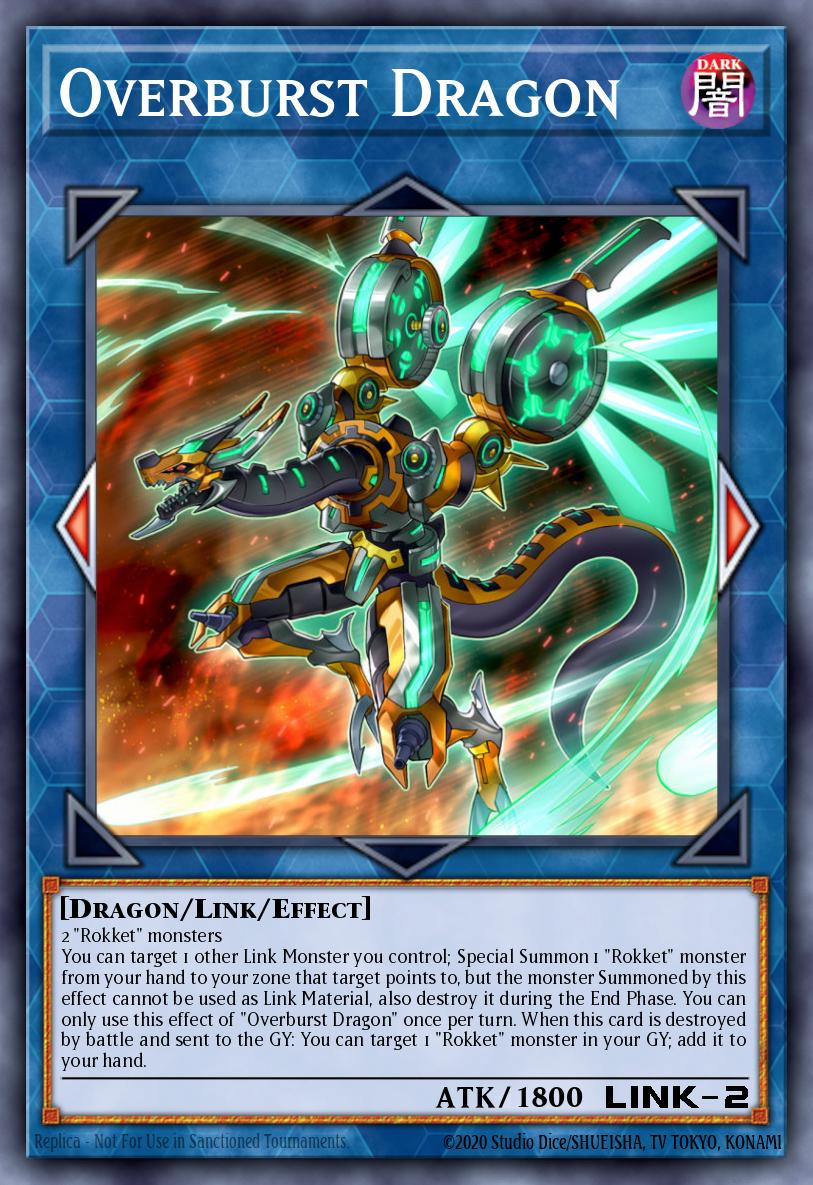 OVERBURST DRAGON
DARK
闇
[DRAGON/LINK/EFFECT]
2 "Rokket" monsters
You can target 1 other Link Monster you control; Special Summon 1 "Rokket" monster
from your hand to your zone that target points to, but the monster Summoned by this
effect cannot be used as Link Material, also destroy it during the End Phase. You can
only use this effect of "Overburst Dragon" once per turn. When this card is destroyed
by battle and sent to the GY: You can target 1 "Rokket" monster in your GY; add it to
your hand.
ATK/1800 LINK-2
Replica - Not For Use in Sanctioned Tournaments.
©2020 Studio Dice/SHUEISHA, TV TOKYO, KONAMI